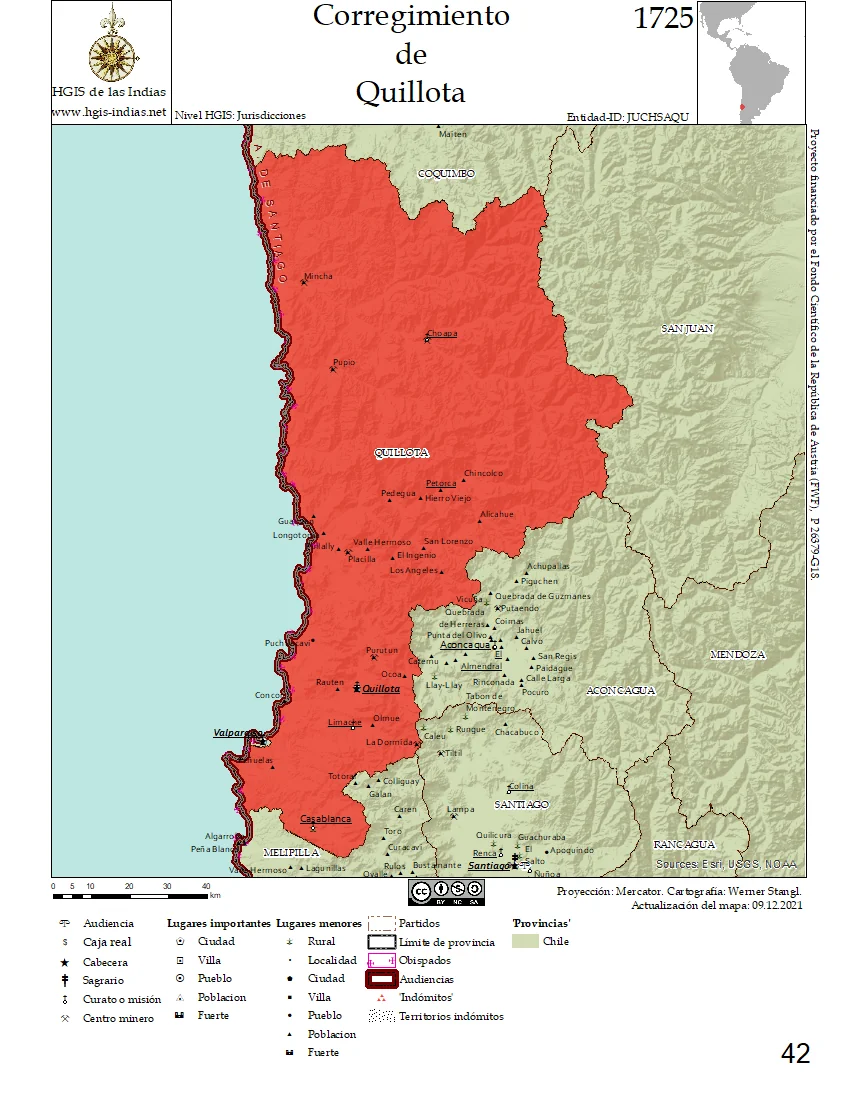 Corregimiento
de
Quillota
1725
HGIS de las Indias
www.hgis-indias.net
Nivel HGIS: Jurisdicciones
Entidad-ID: JUCHSAQU
Proyecto financiado por el Fondo Científico de la República de Austria (FWF), P 26379-G18.
A. DE SANTIAGO
Maiten
COQUIMBO
Mincha
SAN JUAN
Choapa
Pupio
QUILLOTA
Chincolco
Petorca
Pedegua
Hierro Viejo
Alicahue
Longotoma
Valle Hermoso
San Lorenzo
Placilla
El Ingenio
Los Angeles
Achupallas
Piguchen
Vicuña
Quebrada de Guzmanes
Putaendo
Quebrada
de Herreras
Coimas
Jahuel
Punta del Olivo
Calvo
Aconcagua
El
Almendral
San Regis
Paidague
Catemu
Puchuncavi
Purutun
Ocoa
Llay-Llay
Rinconada
Calle Larga
Pocuro
Tabon de
Montenegro
MENDOZA
ACONCAGUA
Rauten
Quillota
Limache
Olmue
Valparaiso
La Dormida
Caleu
Rungue
Chacabuco
Tiltil
Totoral
Colliguay
Galan
Colina
SANTIAGO
Casablanca
Caren
Lampa
Toro
Algarrobo
Peña Blanca
MELIPILLA
Curacavi
Quilicura
Guachuraba
Renca
El
Salto
Apoquindo
RANCAGUA
Valle Hermoso
Lagunillas
Rulos
Bustamante
Santiago
Ovalle
Ñuñoa
Sources: Esri, USGS, NOAA
0 5 10 20 30 40
km
CC BY NC SA
Proyección: Mercator. Cartografía: Werner Stangl.
Actualización del mapa: 09.12.2021
Audiencia
Caja real
Cabecera
Sagrario
Curato o misión
Centro minero
Lugares importantes
Ciudad
Villa
Pueblo
Poblacion
Fuerte
Lugares menores
Rural
Localidad
Ciudad
Villa
Pueblo
Poblacion
Fuerte
Partidos
Límite de provincia
Obispados
Audiencias
'Indómitos'
Territorios indómitos
'Provincias'
Chile
42